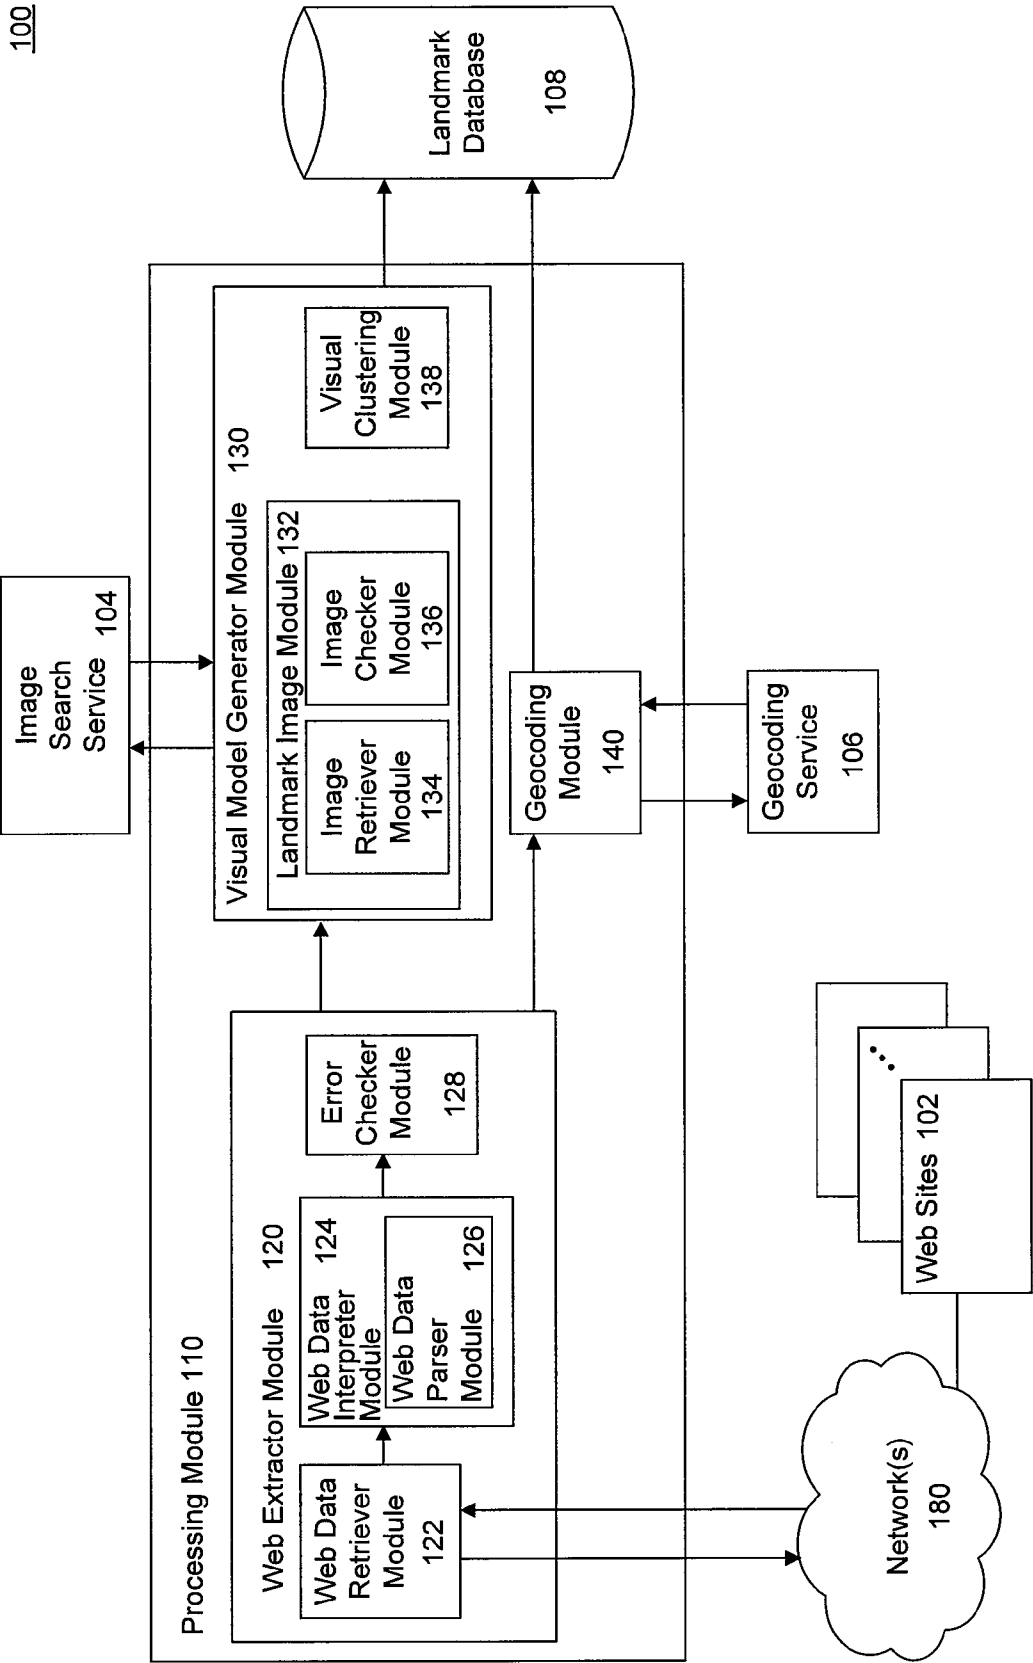 100
Image
Search
Service 104
Processing Module 110
Web Extractor Module 120
Web Data
Retriever
Module
122
Web Data 124
Interpreter
Module
Web Data
Parser
Module 126
Error
Checker
Module
128
Visual Model Generator Module 130
Landmark Image Module 132
Image
Retriever
Module
134
Image
Checker
Module
136
Visual
Clustering
Module
138
Geocoding
Module
140
Landmark
Database
108
Geocoding
Service
106
Network(s)
180
Web Sites 102